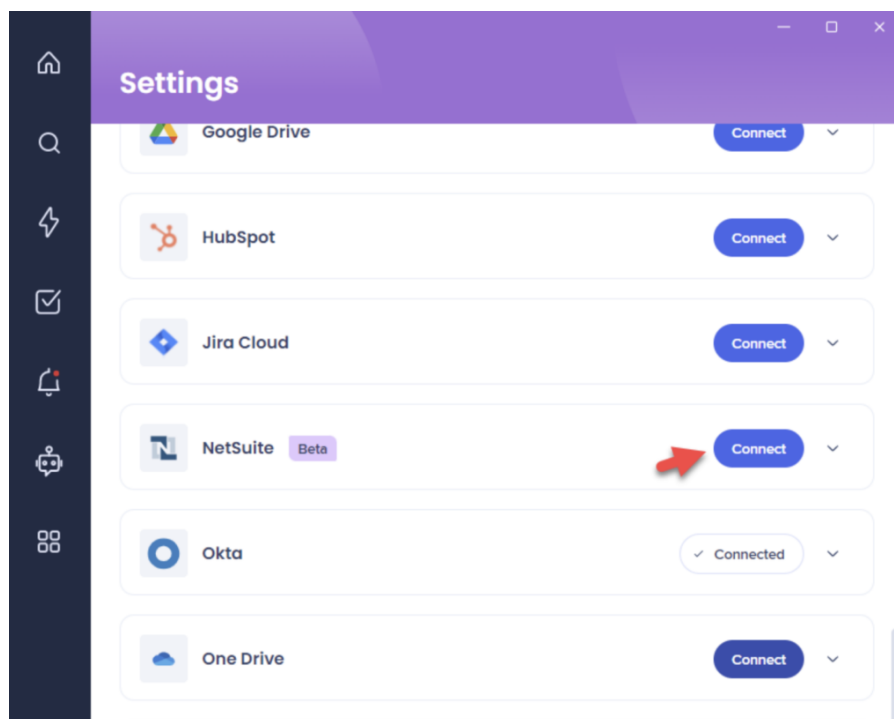 Settings
Google Drive Connect
HubSpot Connect
Jira Cloud Connect
NetSuite Beta Connect
Okta Connected
One Drive Connect